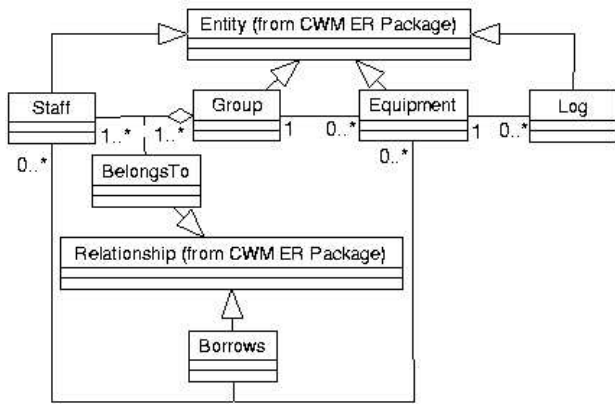 Entity (from CWM ER Package)
Staff
Group
Equipment
Log
1..*
1..*
1
0..*
1
0..*
0..*
0..*
BelongsTo
Relationship (from CWM ER Package)
Borrows